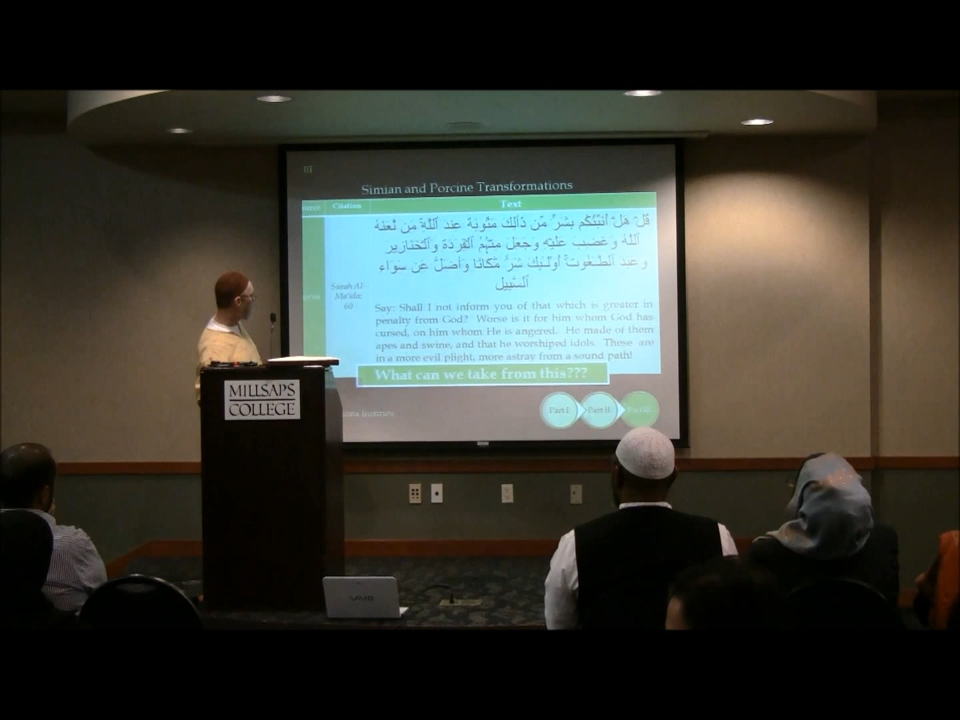 Simian and Porcine Transformations
Citation Text
قُلْ هَلْ أُنَبِّئُكُم بِشَرٍّ مِّن ذَٰلِكَ مَثُوبَةً عِندَ ٱللَّهِ مَن لَّعَنَهُ
ٱللَّهُ وَغَضِبَ عَلَيْهِ وَجَعَلَ مِنْهُمُ ٱلْقِرَدَةَ وَٱلْخَنَازِيرَ
وَعَبَدَ ٱلطَّـٰغُوتَ أُو۟لَـٰٓئِكَ شَرٌّ مَّكَانًا وَأَضَلُّ عَن سَوَآءِ
ٱلسَّبِيلِ
Surah Al-
Ma'ida:
60
Say: Shall I not inform you of that which is greater in
penalty from God? Worse is it for him whom God has
cursed, on him whom He is angered. He made of them
apes and swine, and that he worshiped idols. These are
in a more evil plight, more astray from a sound path!
What can we take from this???
Institute
Part I Part II
MILLSAPS
COLLEGE
VAIO